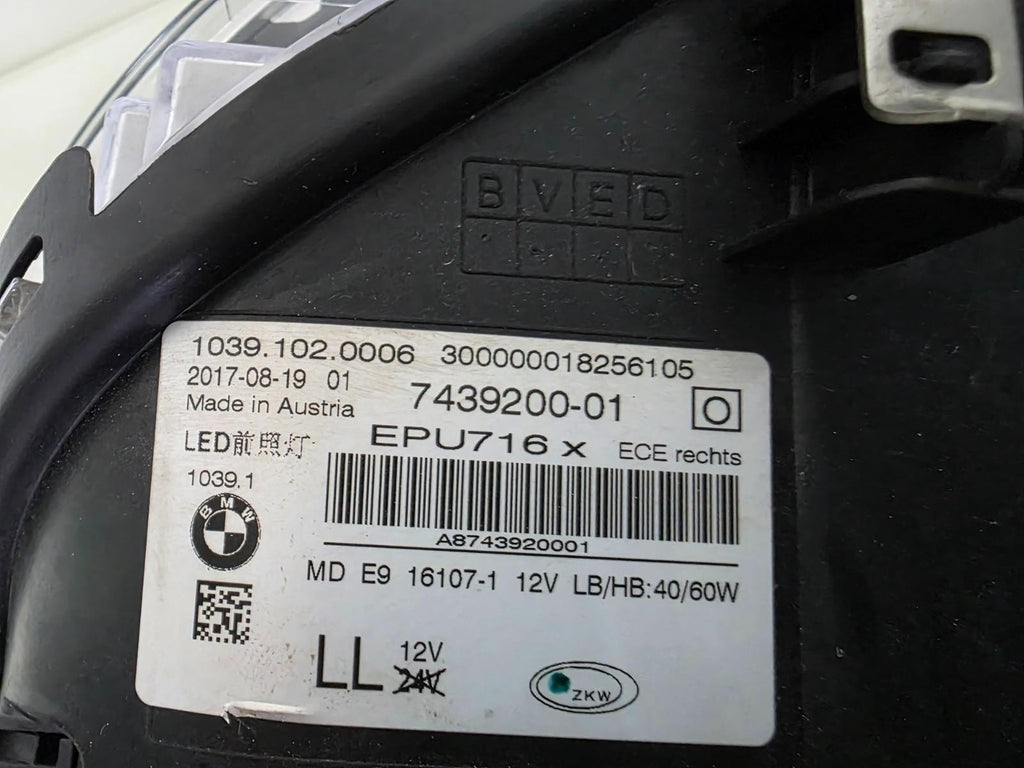 B V E D
1039.102.0006 300000018256105
2017-08-19 01
7439200-01
Made in Austria
EPU716 x
LED前照灯
ECE rechts
1039.1
BMW
A8743920001
MD E9 16107-1 12V LB/HB:40/60W
LL
12V
24V
ZKW